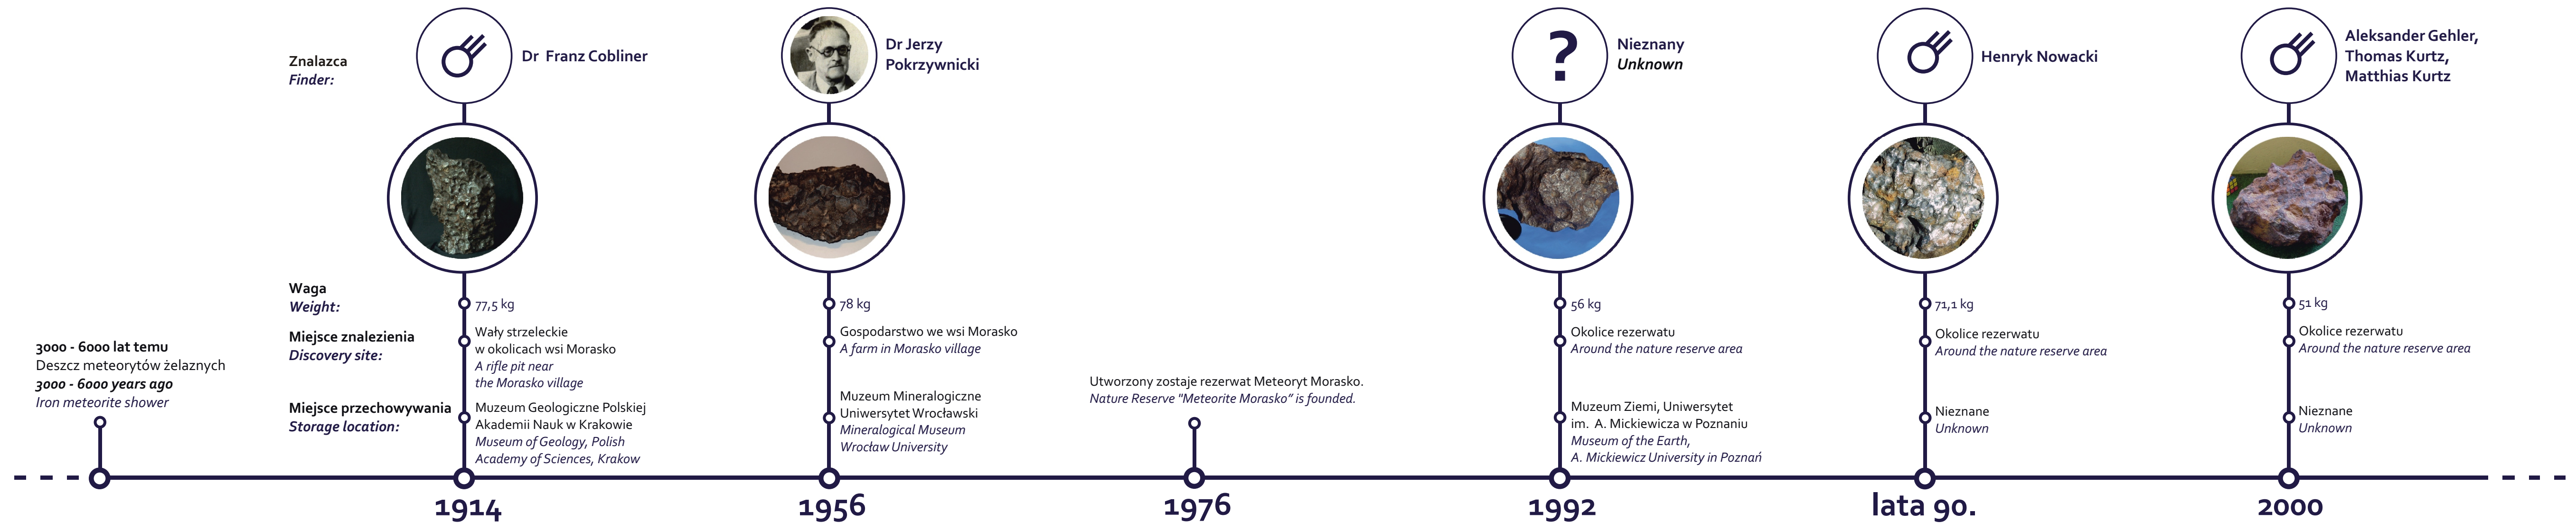 3000 - 6000 lat temu
Deszcz meteorytów żelaznych
3000 - 6000 years ago
Iron meteorite shower
Znalazca
Finder:
Waga
Weight:
Miejsce znalezienia
Discovery site:
Miejsce przechowywania
Storage location:
Dr Franz Cobliner
77,5 kg
Wały strzeleckie
w okolicach wsi Morasko
A rifle pit near
the Morasko village
Muzeum Geologiczne Polskiej
Akademii Nauk w Krakowie
Museum of Geology, Polish
Academy of Sciences, Krakow
1914
Dr Jerzy
Pokrzywnicki
78 kg
Gospodarstwo we wsi Morasko
A farm in Morasko village
Muzeum Mineralogiczne
Uniwersytet Wrocławski
Mineralogical Museum
Wrocław University
1956
Utworzony zostaje rezerwat Meteoryt Morasko.
Nature Reserve "Meteorite Morasko” is founded.
1976
?
Nieznany
Unknown
56 kg
Okolice rezerwatu
Around the nature reserve area
Muzeum Ziemi, Uniwersytet
im. A. Mickiewicza w Poznaniu
Museum of the Earth,
A. Mickiewicz University in Poznań
1992
Henryk Nowacki
71,1 kg
Okolice rezerwatu
Around the nature reserve area
Nieznane
Unknown
lata 90.
Aleksander Gehler,
Thomas Kurtz,
Matthias Kurtz
51 kg
Okolice rezerwatu
Around the nature reserve area
Nieznane
Unknown
2000